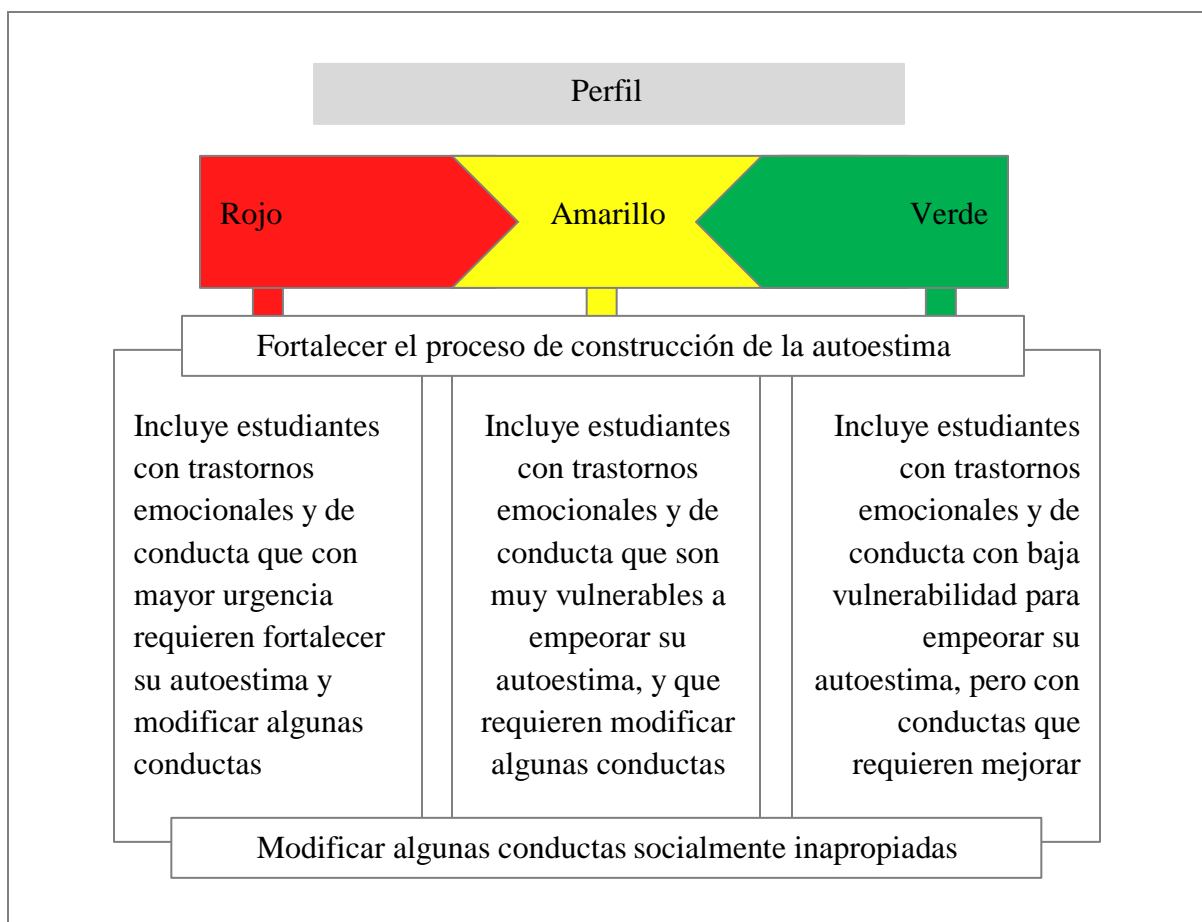 Perfil
Rojo
Amarillo
Verde
Fortalecer el proceso de construcción de la autoestima
Incluye estudiantes
con trastornos
emocionales y de
conducta que con
mayor urgencia
requieren fortalecer
su autoestima y
modificar algunas
conductas
Incluye estudiantes
con trastornos
emocionales y de
conducta que son
muy vulnerables a
empeorar su
autoestima, y que
requieren modificar
algunas conductas
Incluye estudiantes
con trastornos
emocionales y de
conducta con baja
vulnerabilidad para
empeorar su
autoestima, pero con
conductas que
requieren mejorar
Modificar algunas conductas socialmente inapropiadas